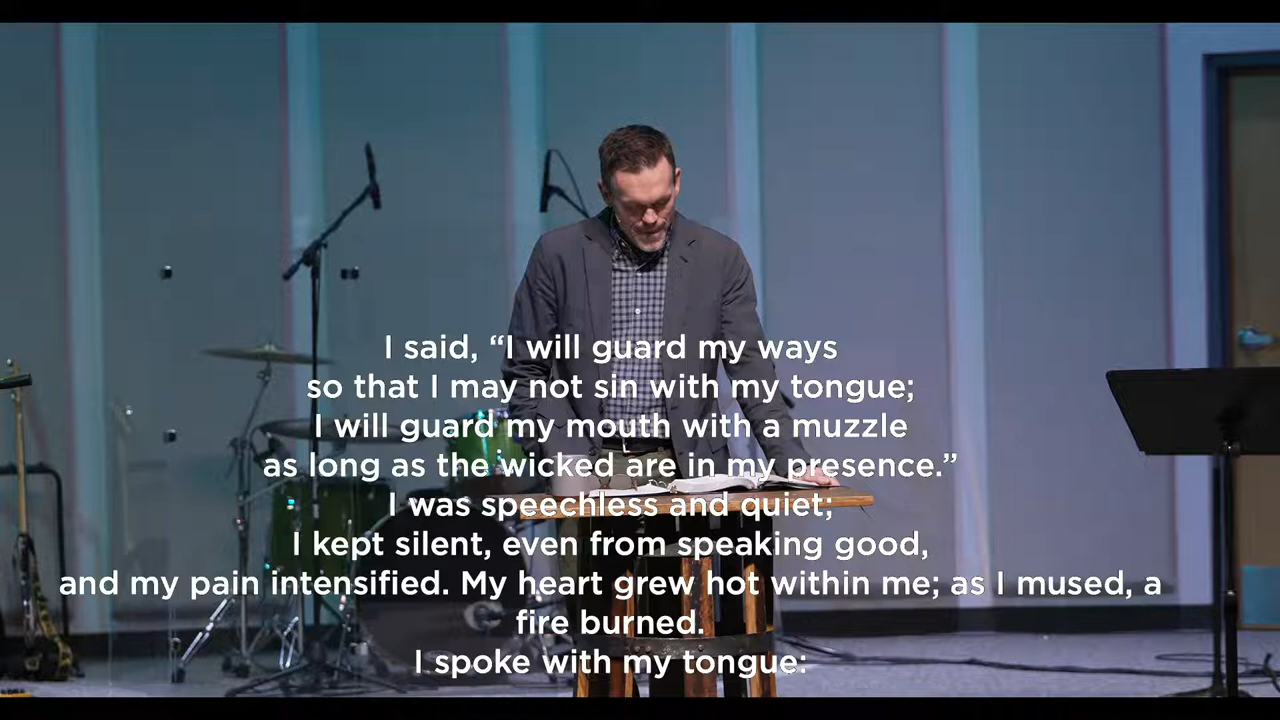 I said, “I will guard my ways
so that I may not sin with my tongue;
I will guard my mouth with a muzzle
as long as the wicked are in my presence.”
I was speechless and quiet;
I kept silent, even from speaking good,
and my pain intensified. My heart grew hot within me; as I mused, a
fire burned.
I spoke with my tongue: